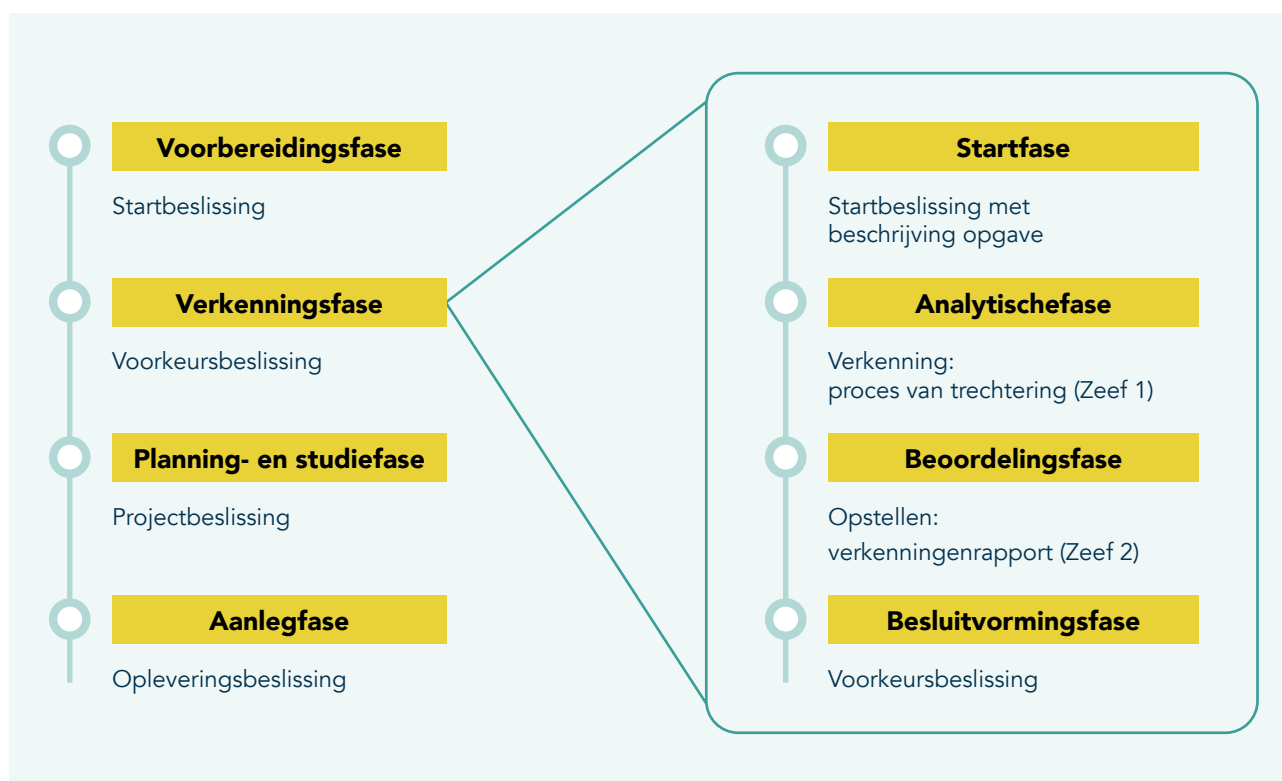 Voorbereidingsfase
Startbeslissing
Verkenningsfase
Voorkeursbeslissing
Planning- en studiefase
Projectbeslissing
Aanlegfase
Opleveringsbeslissing
Startfase
Startbeslissing met
beschrijving opgave
Analytischefase
Verkenning:
proces van trechtering (Zeef 1)
Beoordelingsfase
Opstellen:
verkenningenrapport (Zeef 2)
Besluitvormingsfase
Voorkeursbeslissing